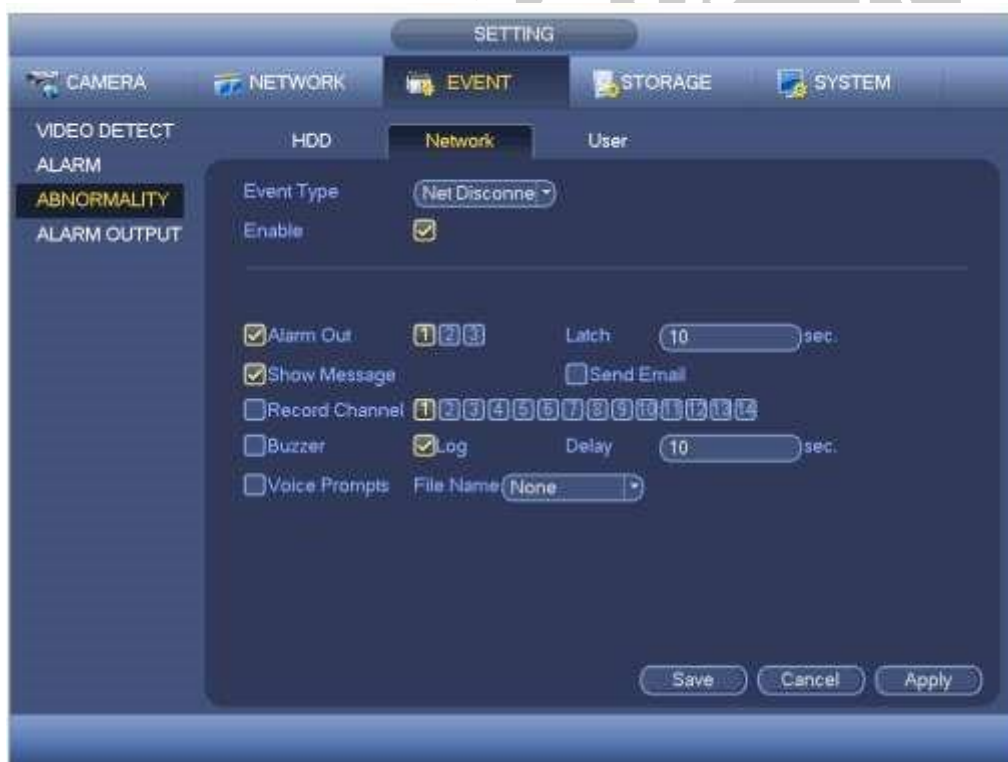 SETTING
CAMERA NETWORK EVENT STORAGE SYSTEM
VIDEO DETECT
ALARM
ABNORMALITY
ALARM OUTPUT
HDD Network User
Event Type Net Disconne
Enable
Alarm Out 1 2 3 Latch 10 sec.
Show Message Send Email
Record Channel 1 2 3 4 5 6 7 8 9 10 11 12 13 14
Buzzer Log Delay 10 sec.
Voice Prompts File Name None
Save Cancel Apply